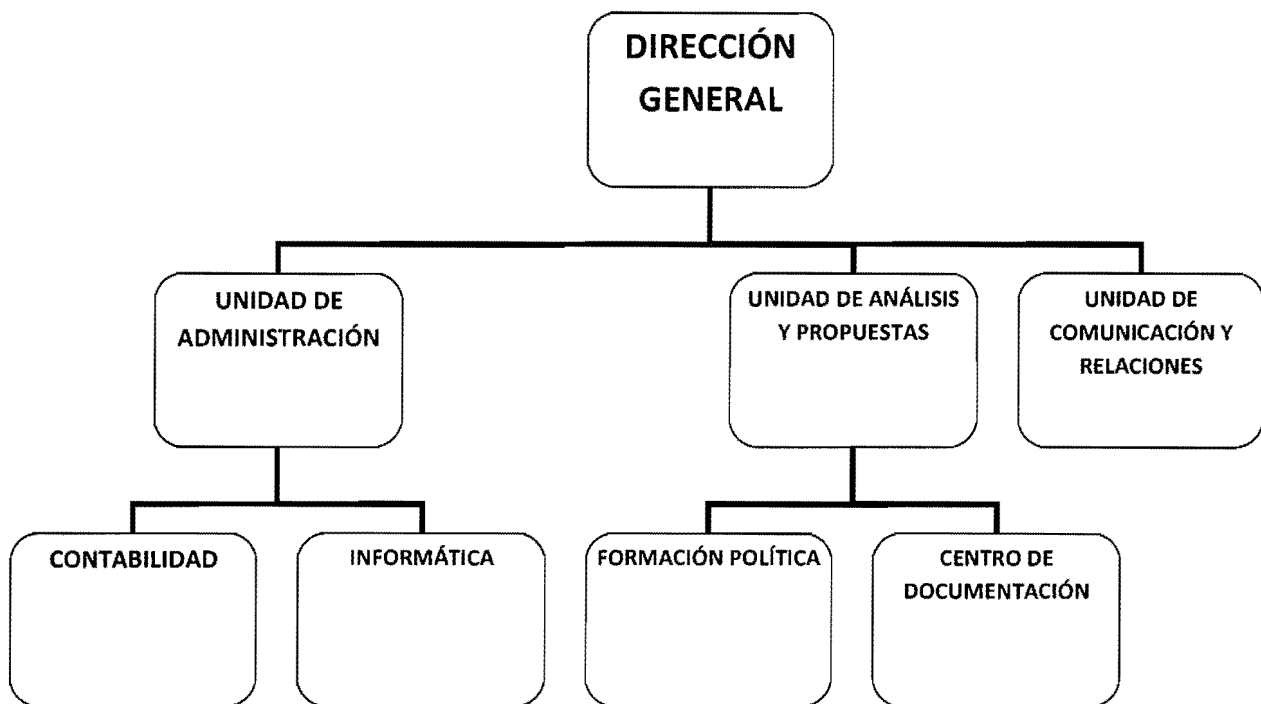 DIRECCIÓN
GENERAL
UNIDAD DE
ADMINISTRACIÓN
UNIDAD DE ANÁLISIS
Y PROPUESTAS
UNIDAD DE
COMUNICACIÓN Y
RELACIONES
CONTABILIDAD
INFORMÁTICA
FORMACIÓN POLÍTICA
CENTRO DE
DOCUMENTACIÓN